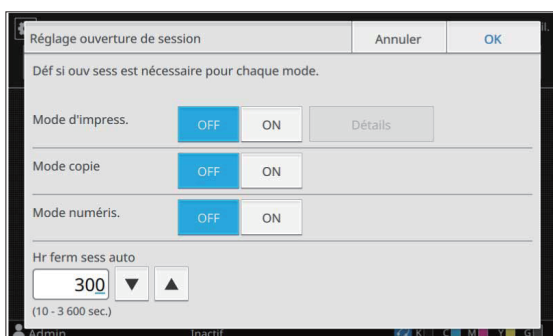 Réglage ouverture de session
Annuler
OK
Déf si ouv sess est nécessaire pour chaque mode.
Mode d'impress.
OFF
ON
Détails
Mode copie
OFF
ON
Mode numéris.
OFF
ON
Hr ferm sess auto
300
(10 - 3 600 sec.)
Admin
Inactif
K
C
M
Y
G